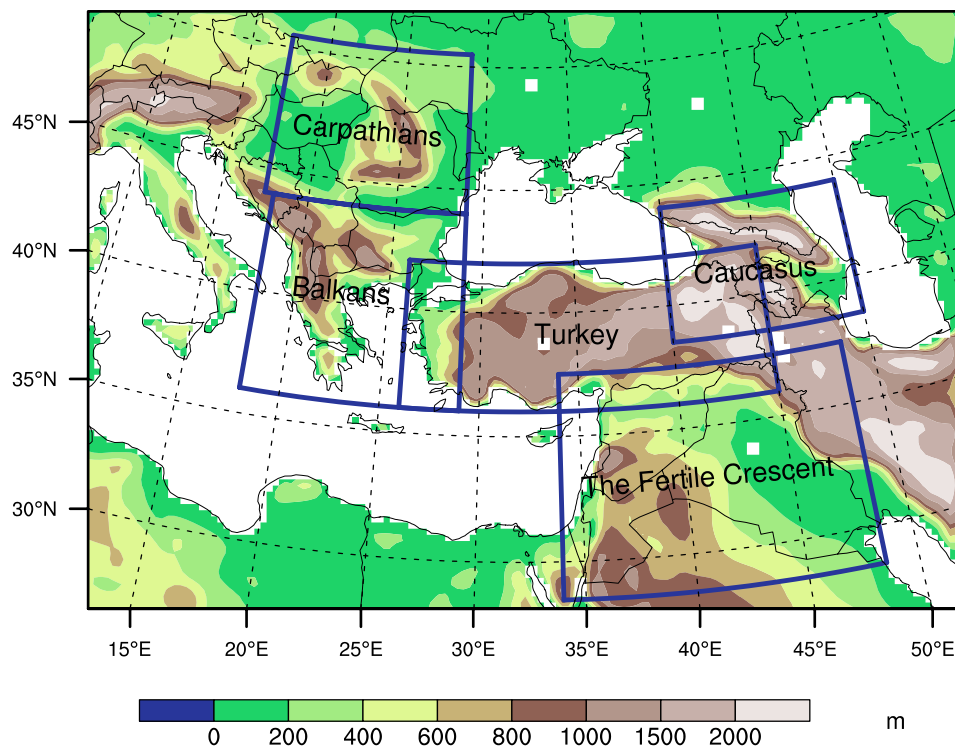 45°N
40°N
35°N
30°N
Carpathians
Balkans
Caucasus
Turkey
The Fertile Crescent
15°E 20°E 25°E 30°E 35°E 40°E 45°E 50°E
0 200 400 600 800 1000 1500 2000 m